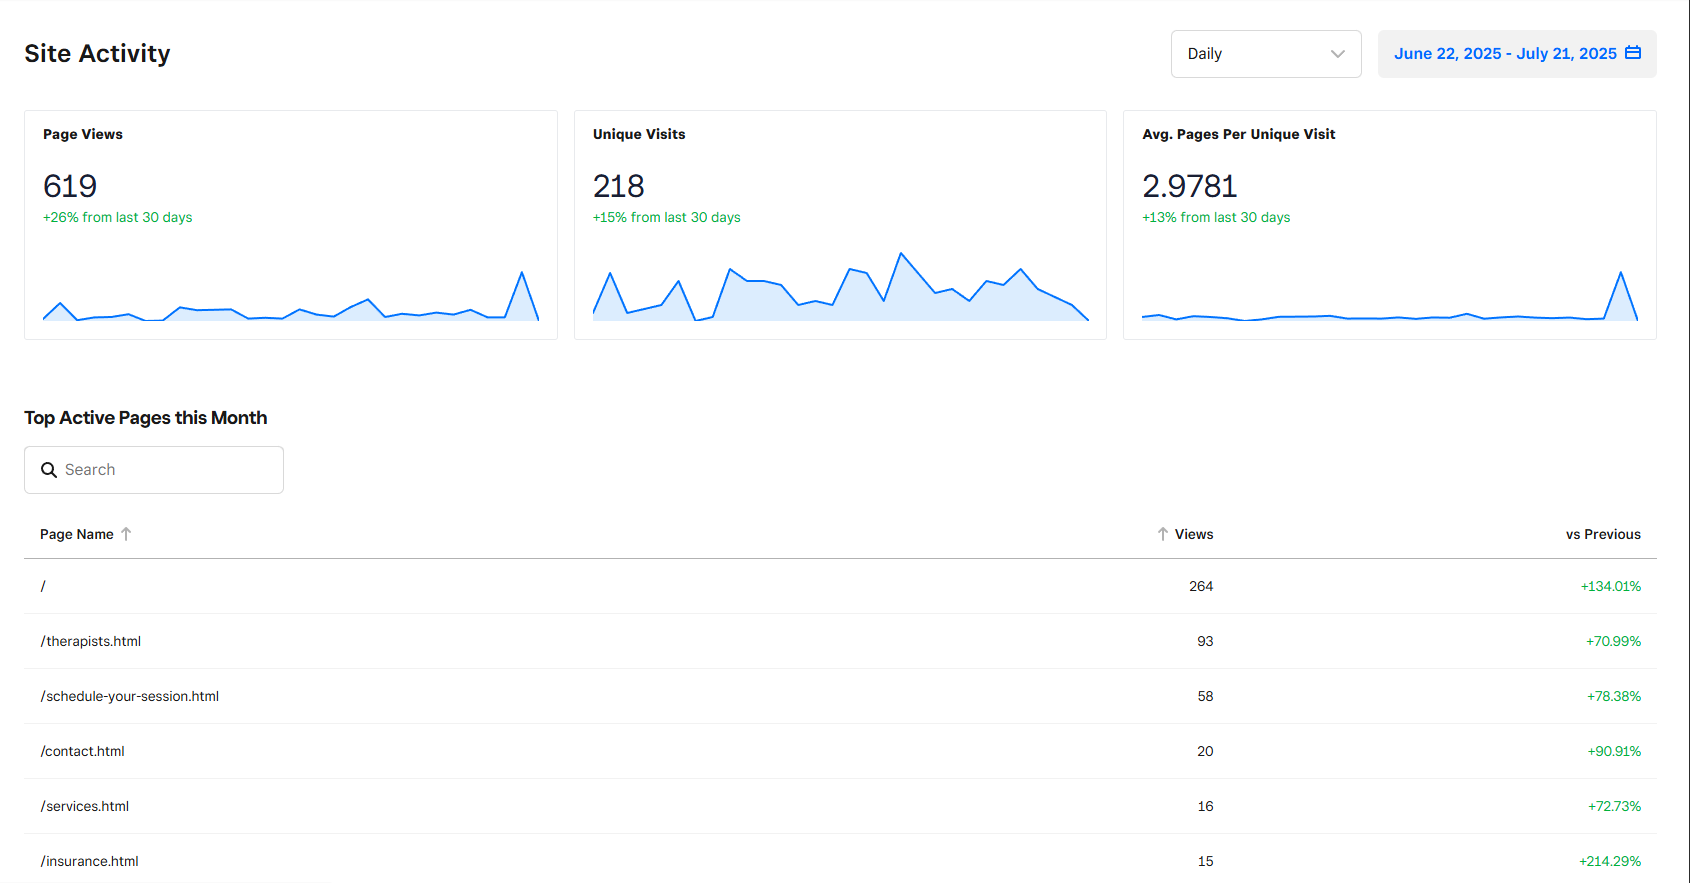 Site Activity
Daily
June 22, 2025 - July 21, 2025
Page Views
619
+26% from last 30 days
Unique Visits
218
+15% from last 30 days
Avg. Pages Per Unique Visit
2.9781
+13% from last 30 days
Top Active Pages this Month
Search
Page Name Views vs Previous
/ 264 +134.01%
/therapists.html 93 +70.99%
/schedule-your-session.html 58 +78.38%
/contact.html 20 +90.91%
/services.html 16 +72.73%
/insurance.html 15 +214.29%